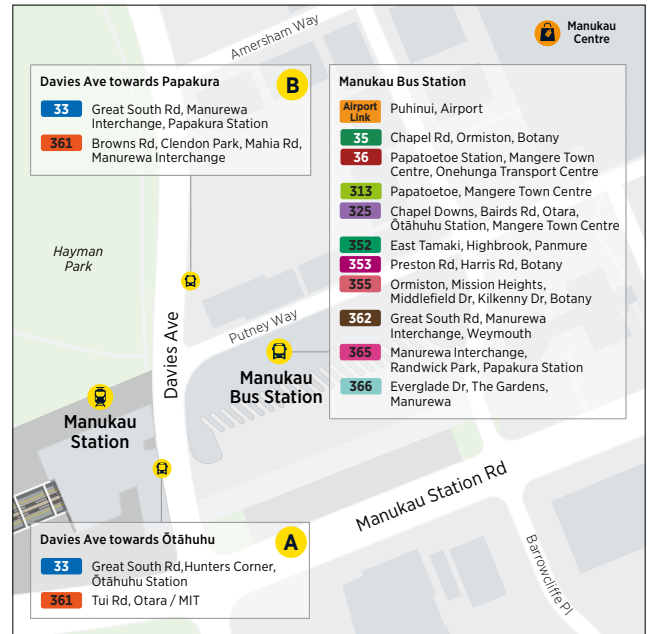 Amersham Way
Manukau
Centre
Davies Ave towards Papakura
B
33 Great South Rd, Manurewa
Interchange, Papakura Station
361 Browns Rd, Clendon Park, Mahia Rd,
Manurewa Interchange
Manukau Bus Station
Airport
Link
Puhinui, Airport
35 Chapel Rd, Ormiston, Botany
36 Papatoetoe Station, Mangere Town
Centre, Onehunga Transport Centre
313 Papatoetoe, Mangere Town Centre
325 Chapel Downs, Bairds Rd, Otara,
Ōtāhuhu Station, Mangere Town Centre
352 East Tamaki, Highbrook, Panmure
353 Preston Rd, Harris Rd, Botany
355 Ormiston, Mission Heights,
Middlefield Dr, Kilkenny Dr, Botany
362 Great South Rd, Manurewa
Interchange, Weymouth
365 Manurewa Interchange,
Randwick Park, Papakura Station
366 Everglade Dr, The Gardens,
Manurewa
Hayman
Park
Davies Ave
Putney Way
Manukau
Bus Station
Manukau
Station
Manukau Station Rd
Barrowcliffe Pl
Davies Ave towards Ōtāhuhu
A
33 Great South Rd,Hunters Corner,
Ōtāhuhu Station
361 Tui Rd, Otara / MIT